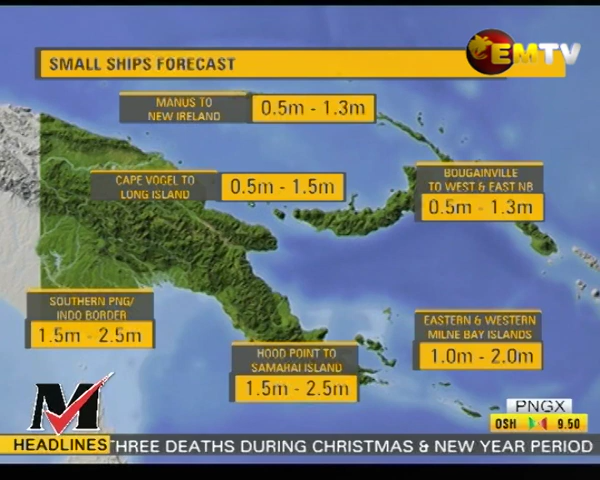 SMALL SHIPS FORECAST
EMTV
MANUS TO
NEW IRELAND
0.5m - 1.3m
CAPE VOGEL TO
LONG ISLAND
0.5m - 1.5m
BOUGAINVILLE
TO WEST & EAST NB
0.5m - 1.3m
SOUTHERN PNG/
INDO BORDER
1.5m - 2.5m
HOOD POINT TO
SAMARAI ISLAND
1.5m - 2.5m
EASTERN & WESTERN
MILNE BAY ISLANDS
1.0m - 2.0m
M
PNGX
OSH 9.50
HEADLINES THREE DEATHS DURING CHRISTMAS & NEW YEAR PERIOD